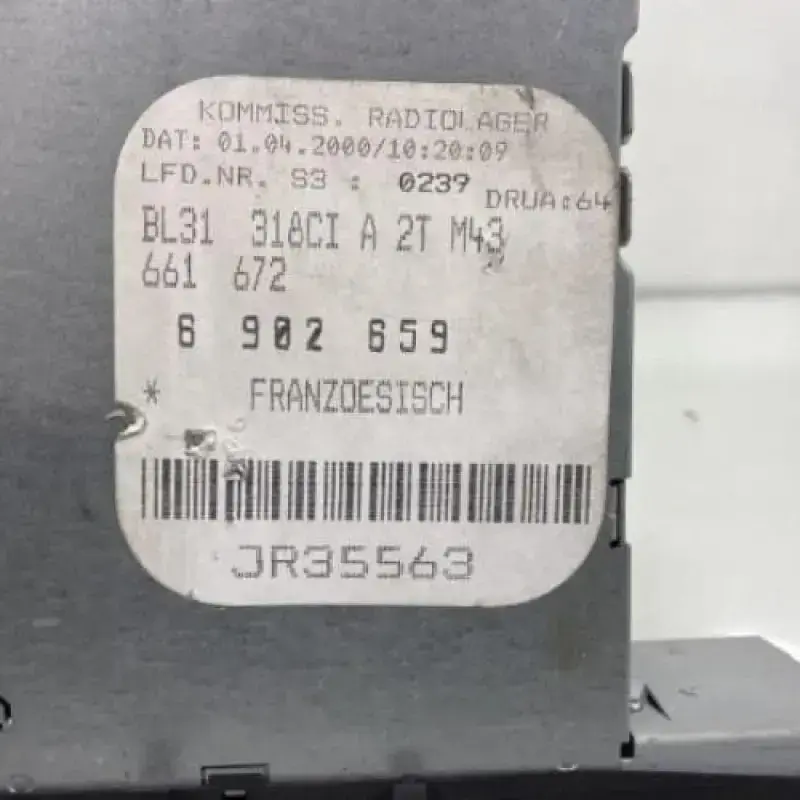 KOMMISS. RADIOLAGER
DAT: 01.04.2000/10:20:09
LFD.NR. S3 : 0239 DRUA:64
BL31 318CI A 2T M43
661 672
6 902 659
* FRANZOESISCH
JR35563